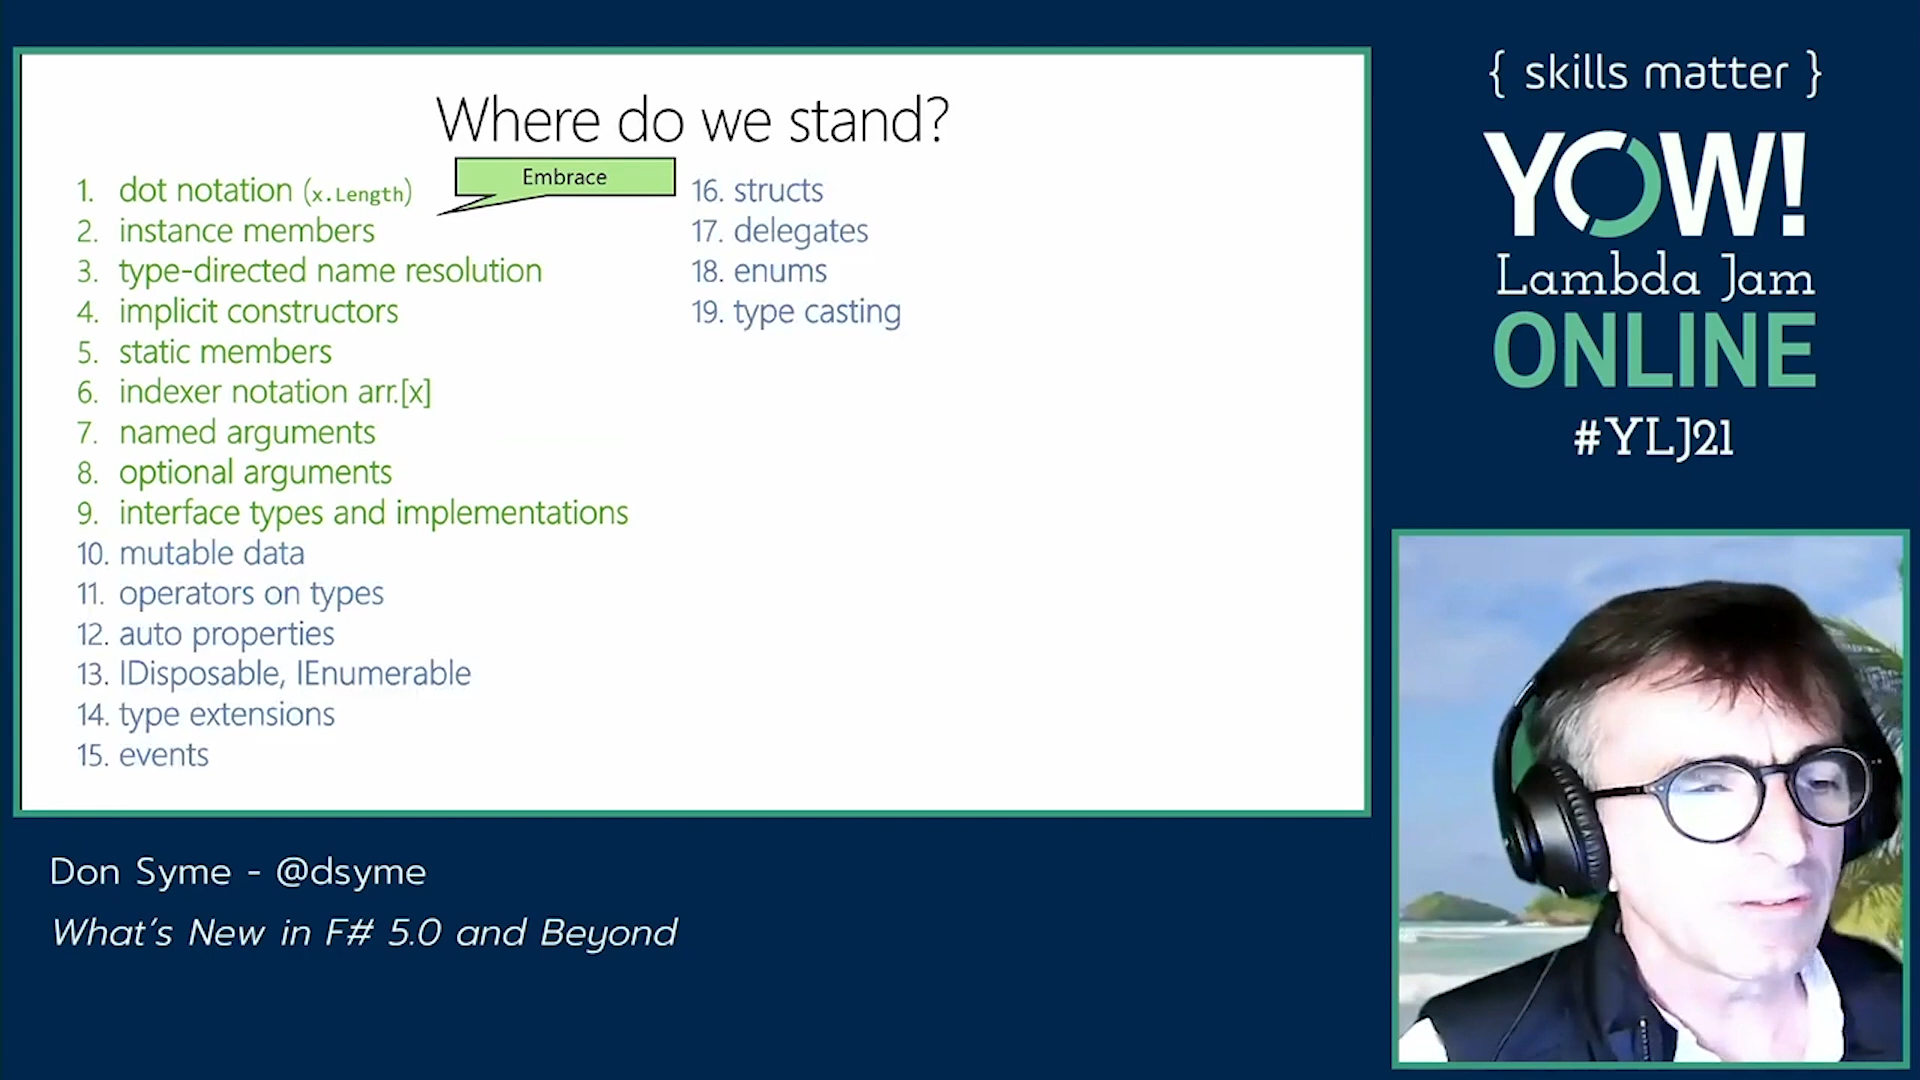 Where do we stand?
Embrace
1. dot notation (x.Length)
2. instance members
3. type-directed name resolution
4. implicit constructors
5. static members
6. indexer notation arr.[x]
7. named arguments
8. optional arguments
9. interface types and implementations
10. mutable data
11. operators on types
12. auto properties
13. IDisposable, IEnumerable
14. type extensions
15. events
16. structs
17. delegates
18. enums
19. type casting
{ skills matter }
YOW!
Lambda Jam
ONLINE
#YLJ21
Don Syme - @dsyme
What's New in F# 5.0 and Beyond